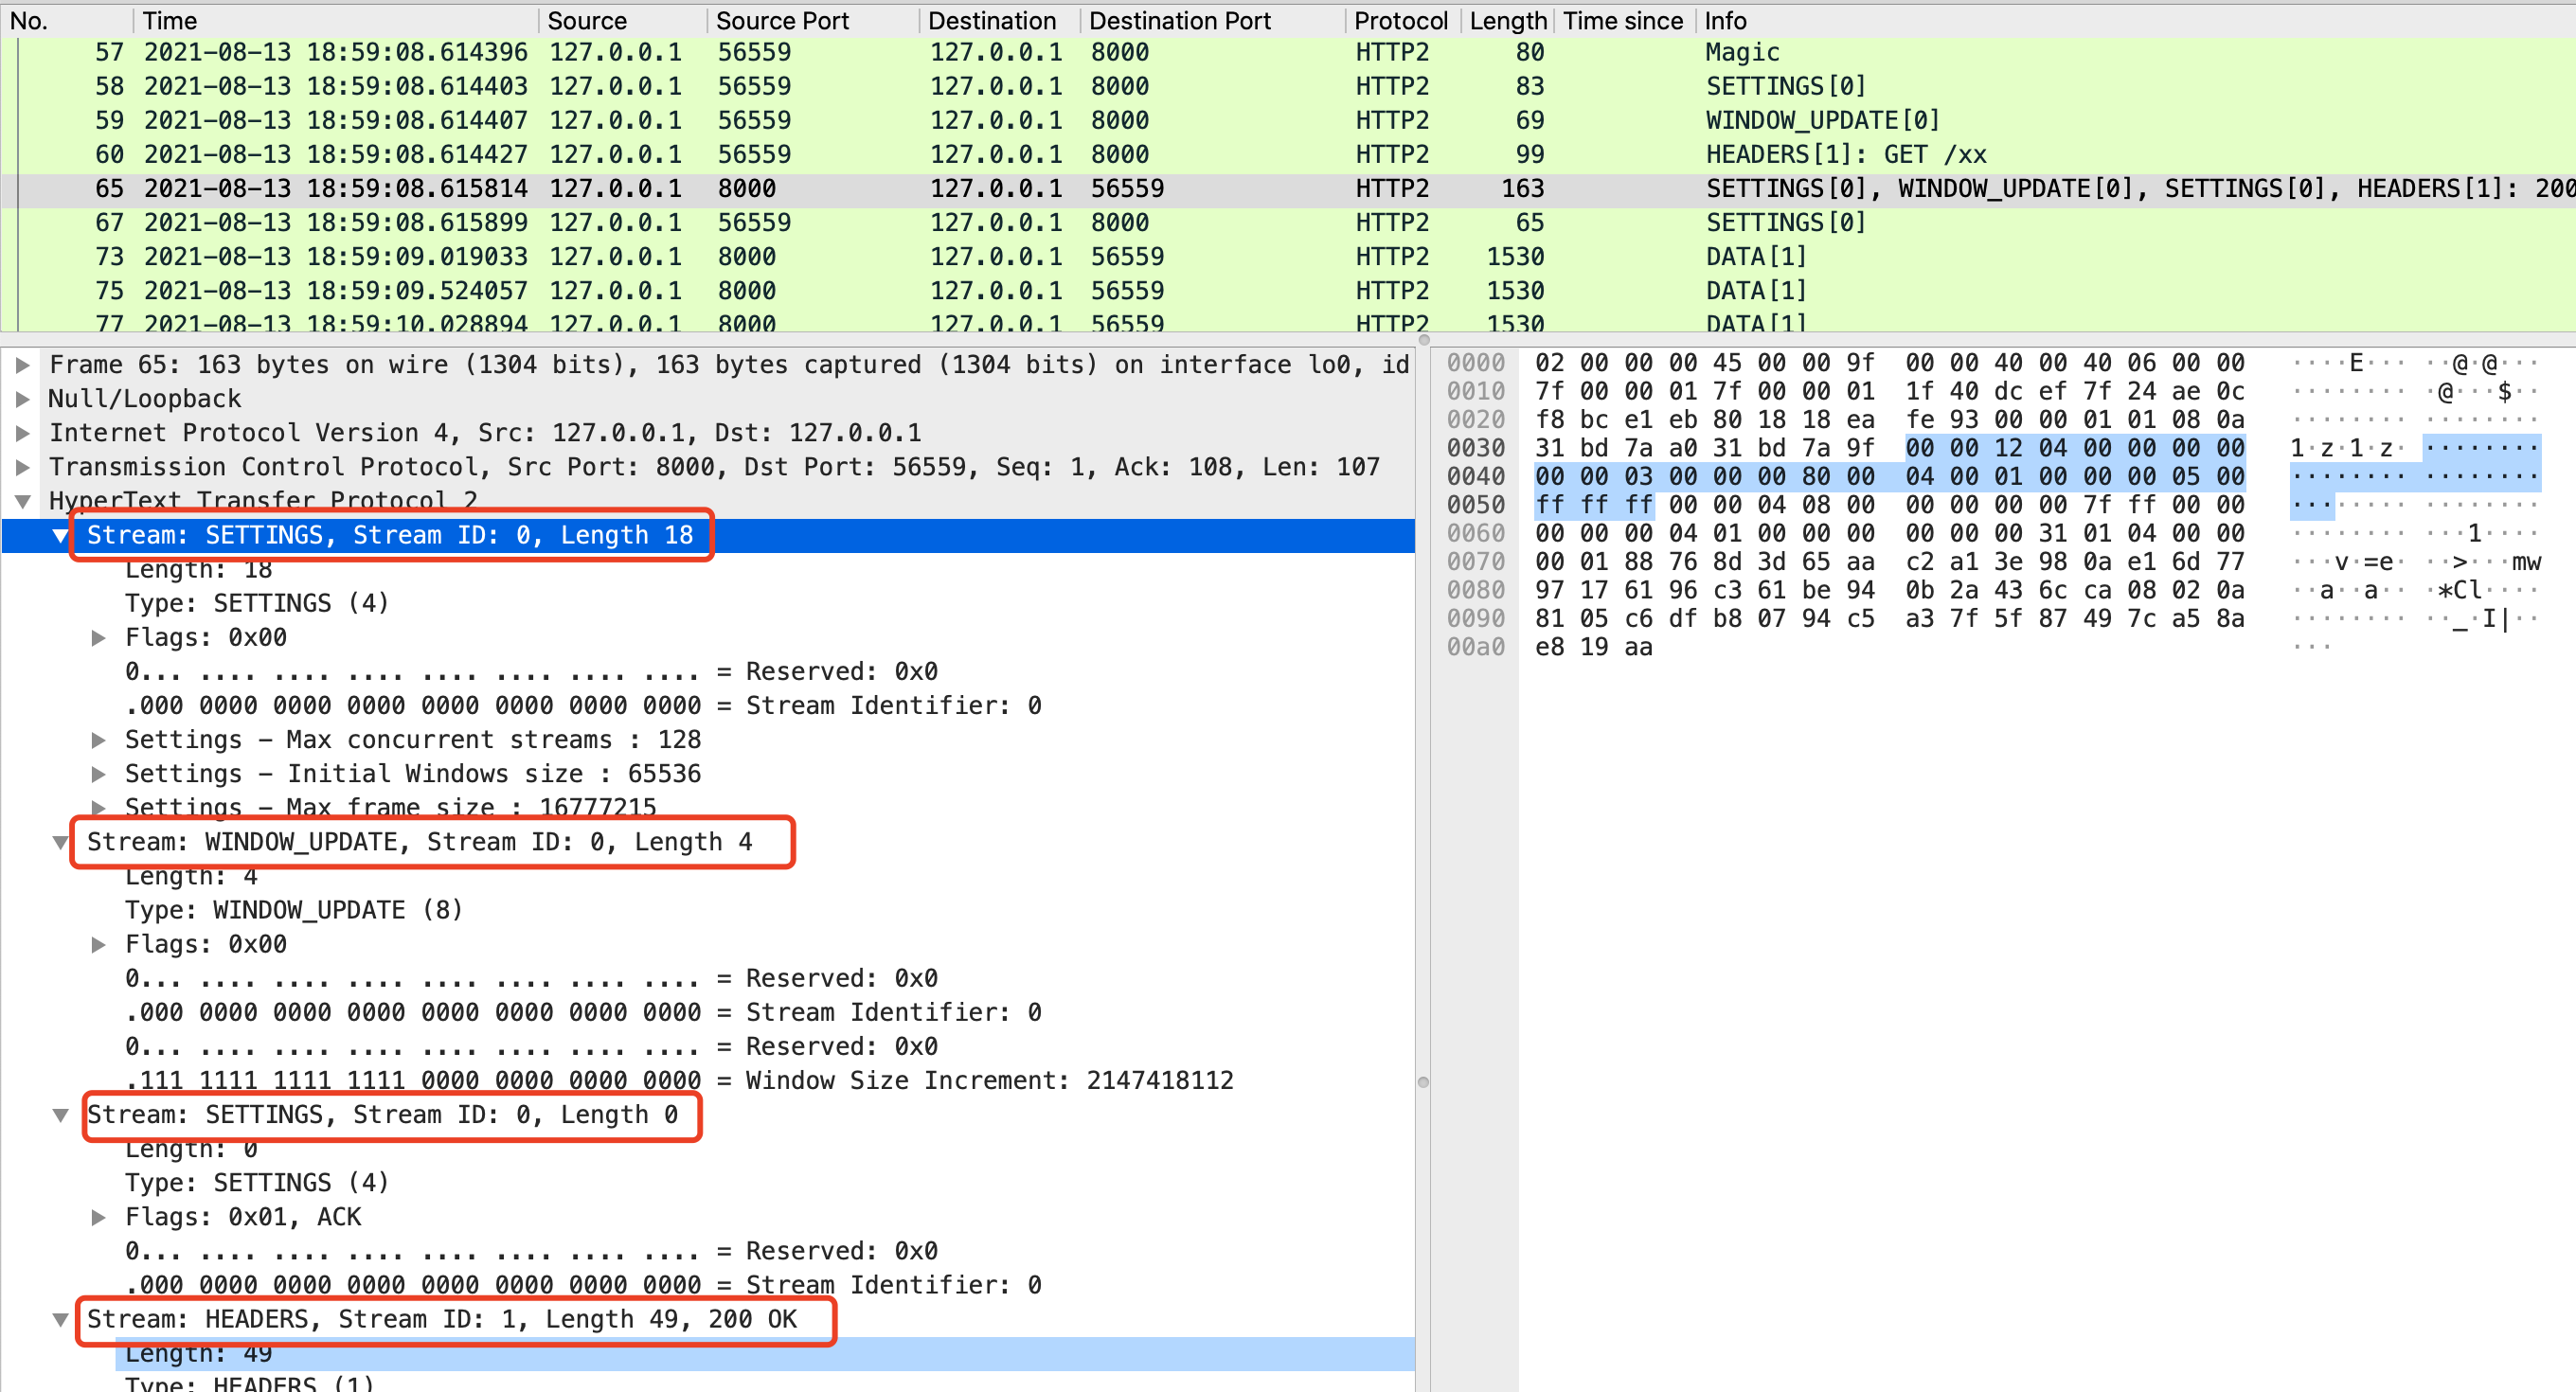 No. Time Source Source Port Destination Destination Port Protocol Length Time since Info
57 2021-08-13 18:59:08.614396 127.0.0.1 56559 127.0.0.1 8000 HTTP2 80 Magic
58 2021-08-13 18:59:08.614403 127.0.0.1 56559 127.0.0.1 8000 HTTP2 83 SETTINGS[0]
59 2021-08-13 18:59:08.614407 127.0.0.1 56559 127.0.0.1 8000 HTTP2 69 WINDOW_UPDATE[0]
60 2021-08-13 18:59:08.614427 127.0.0.1 56559 127.0.0.1 8000 HTTP2 99 HEADERS[1]: GET /xx
65 2021-08-13 18:59:08.615814 127.0.0.1 8000 127.0.0.1 56559 HTTP2 163 SETTINGS[0], WINDOW_UPDATE[0], SETTINGS[0], HEADERS[1]: 200
67 2021-08-13 18:59:08.615899 127.0.0.1 56559 127.0.0.1 8000 HTTP2 65 SETTINGS[0]
73 2021-08-13 18:59:09.019033 127.0.0.1 8000 127.0.0.1 56559 HTTP2 1530 DATA[1]
75 2021-08-13 18:59:09.524057 127.0.0.1 8000 127.0.0.1 56559 HTTP2 1530 DATA[1]
77 2021-08-13 18:59:10.028894 127.0.0.1 8000 127.0.0.1 56559 HTTP2 1530 DATA[1]
Frame 65: 163 bytes on wire (1304 bits), 163 bytes captured (1304 bits) on interface lo0, id
Null/Loopback
Internet Protocol Version 4, Src: 127.0.0.1, Dst: 127.0.0.1
Transmission Control Protocol, Src Port: 8000, Dst Port: 56559, Seq: 1, Ack: 108, Len: 107
HyperText Transfer Protocol 2
Stream: SETTINGS, Stream ID: 0, Length 18
Length: 18
Type: SETTINGS (4)
Flags: 0x00
0... .... .... .... .... .... .... .... = Reserved: 0x0
.000 0000 0000 0000 0000 0000 0000 0000 = Stream Identifier: 0
Settings - Max concurrent streams : 128
Settings - Initial Windows size : 65536
Settings - Max frame size : 16777215
Stream: WINDOW_UPDATE, Stream ID: 0, Length 4
Length: 4
Type: WINDOW_UPDATE (8)
Flags: 0x00
0... .... .... .... .... .... .... .... = Reserved: 0x0
.000 0000 0000 0000 0000 0000 0000 0000 = Stream Identifier: 0
0... .... .... .... .... .... .... .... = Reserved: 0x0
.111 1111 1111 1111 0000 0000 0000 0000 = Window Size Increment: 2147418112
Stream: SETTINGS, Stream ID: 0, Length 0
Length: 0
Type: SETTINGS (4)
Flags: 0x01, ACK
0... .... .... .... .... .... .... .... = Reserved: 0x0
.000 0000 0000 0000 0000 0000 0000 0000 = Stream Identifier: 0
Stream: HEADERS, Stream ID: 1, Length 49, 200 OK
Length: 49
Type: HEADERS (1)
0000 02 00 00 00 45 00 00 9f 00 00 40 00 40 06 00 00 ····E··· ··@·@···
0010 7f 00 00 01 7f 00 00 01 1f 40 dc ef 7f 24 ae 0c ········ ·@···$··
0020 f8 bc e1 eb 80 18 18 ea fe 93 00 00 01 01 08 0a ········ ········
0030 31 bd 7a a0 31 bd 7a 9f 00 00 12 04 00 00 00 00 1·z·1·z· ········
0040 00 00 03 00 00 00 80 00 04 00 01 00 00 00 05 00 ········ ········
0050 ff ff ff 00 00 04 08 00 00 00 00 00 7f ff 00 00 ········ ········
0060 00 00 00 04 01 00 00 00 00 00 00 31 01 04 00 00 ········ ···1····
0070 00 01 88 76 8d 3d 65 aa c2 a1 3e 98 0a e1 6d 77 ···v·=e· ··>···mw
0080 97 17 61 96 c3 61 be 94 0b 2a 43 6c ca 08 02 0a ··a··a·· ·*Cl····
0090 81 05 c6 df b8 07 94 c5 a3 7f 5f 87 49 7c a5 8a ········ ··_·I|··
00a0 e8 19 aa ···